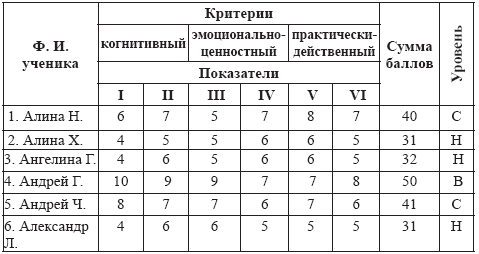 Ф. И. ученика
Критерии
Сумма баллов
Уровень
когнитивный
эмоционально-ценностный
практически-действенный
Показатели
I II III IV V VI
1. Алина Н. 6 7 5 7 8 7 40 С
2. Алина Х. 4 5 5 6 6 5 31 Н
3. Ангелина Г. 4 6 5 6 6 5 32 Н
4. Андрей Г. 10 9 9 7 7 8 50 В
5. Андрей Ч. 8 7 7 6 7 6 41 С
6. Александр Л. 4 6 6 5 5 5 31 Н